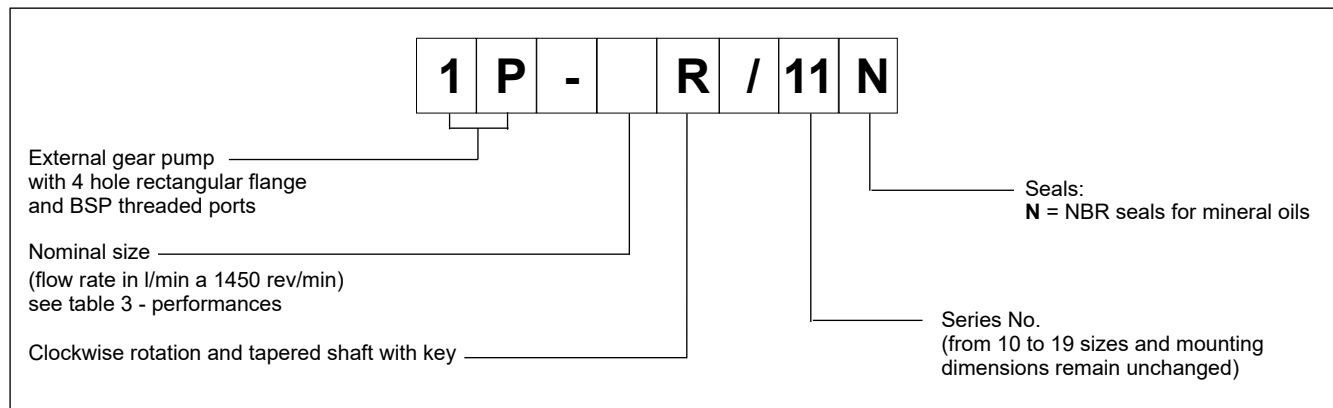 1 P - R / 11 N
External gear pump
with 4 hole rectangular flange
and BSP threaded ports
Nominal size
(flow rate in l/min a 1450 rev/min)
see table 3 - performances
Clockwise rotation and tapered shaft with key
Seals:
N = NBR seals for mineral oils
Series No.
(from 10 to 19 sizes and mounting
dimensions remain unchanged)